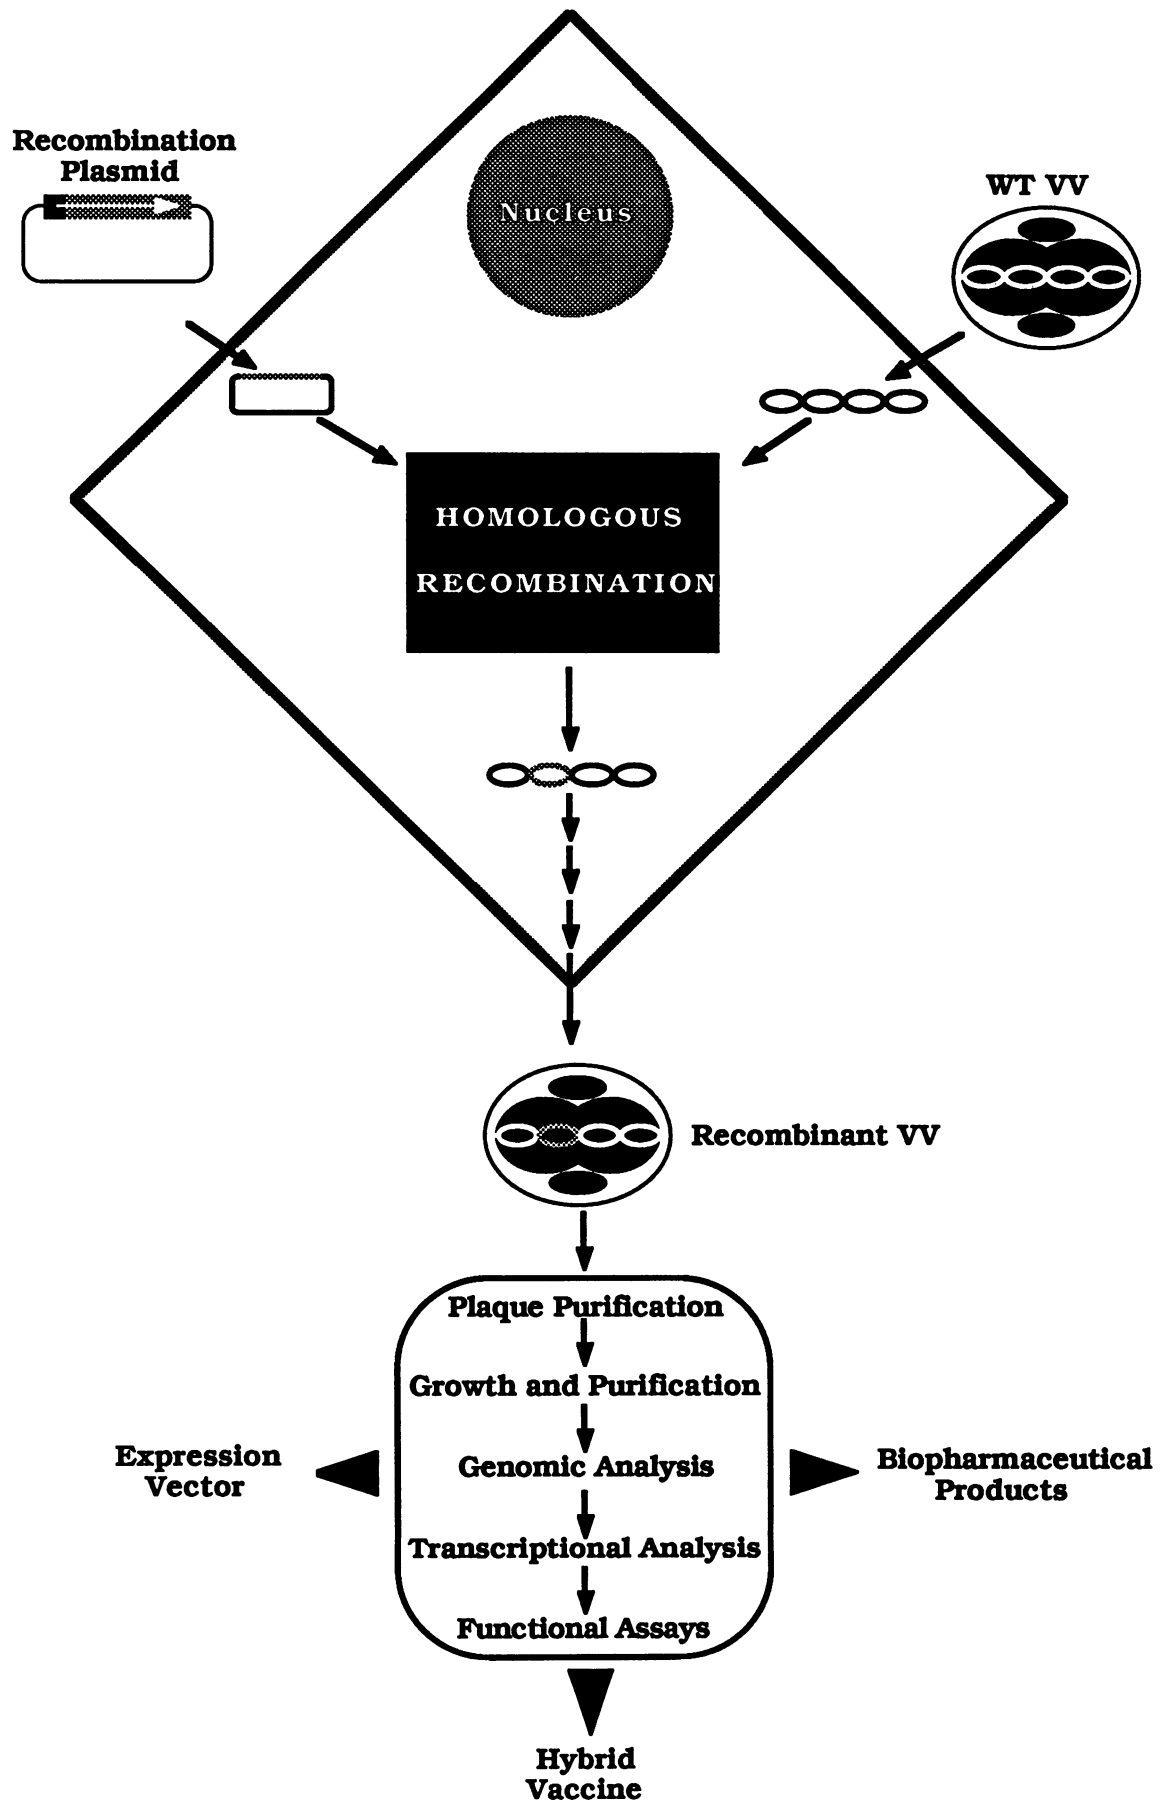 Recombination
Plasmid
Nucleus
WT VV
HOMOLOGOUS
RECOMBINATION
Recombinant VV
Plaque Purification
Growth and Purification
Genomic Analysis
Transcriptional Analysis
Functional Assays
Expression
Vector
Biopharmaceutical
Products
Hybrid
Vaccine